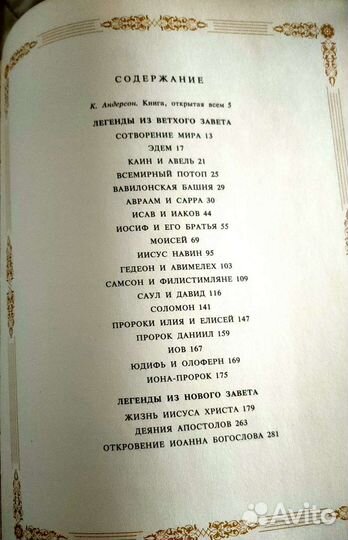 СОДЕРЖАНИЕ
К. Андерсон. Книга, открытая всем 5
ЛЕГЕНДЫ ИЗ ВЕТХОГО ЗАВЕТА
СОТВОРЕНИЕ МИРА 13
ЭДЕМ 17
КАИН И АВЕЛЬ 21
ВСЕМИРНЫЙ ПОТОП 25
ВАВИЛОНСКАЯ БАШНЯ 29
АВРААМ И САРРА 30
ИСАВ И ИАКОВ 44
ИОСИФ И ЕГО БРАТЬЯ 55
МОИСЕЙ 69
ИИСУС НАВИН 95
ГЕДЕОН И АВИМЕЛЕХ 103
САМСОН И ФИЛИСТИМЛЯНЕ 109
САУЛ И ДАВИД 116
СОЛОМОН 141
ПРОРОКИ ИЛИЯ И ЕЛИСЕЙ 147
ПРОРОК ДАНИИЛ 159
ИОВ 167
ЮДИФЬ И ОЛОФЕРН 169
ИОНА-ПРОРОК 175
ЛЕГЕНДЫ ИЗ НОВОГО ЗАВЕТА
ЖИЗНЬ ИИСУСА ХРИСТА 179
ДЕЯНИЯ АПОСТОЛОВ 263
ОТКРОВЕНИЕ ИОАННА БОГОСЛОВА 281
Avito